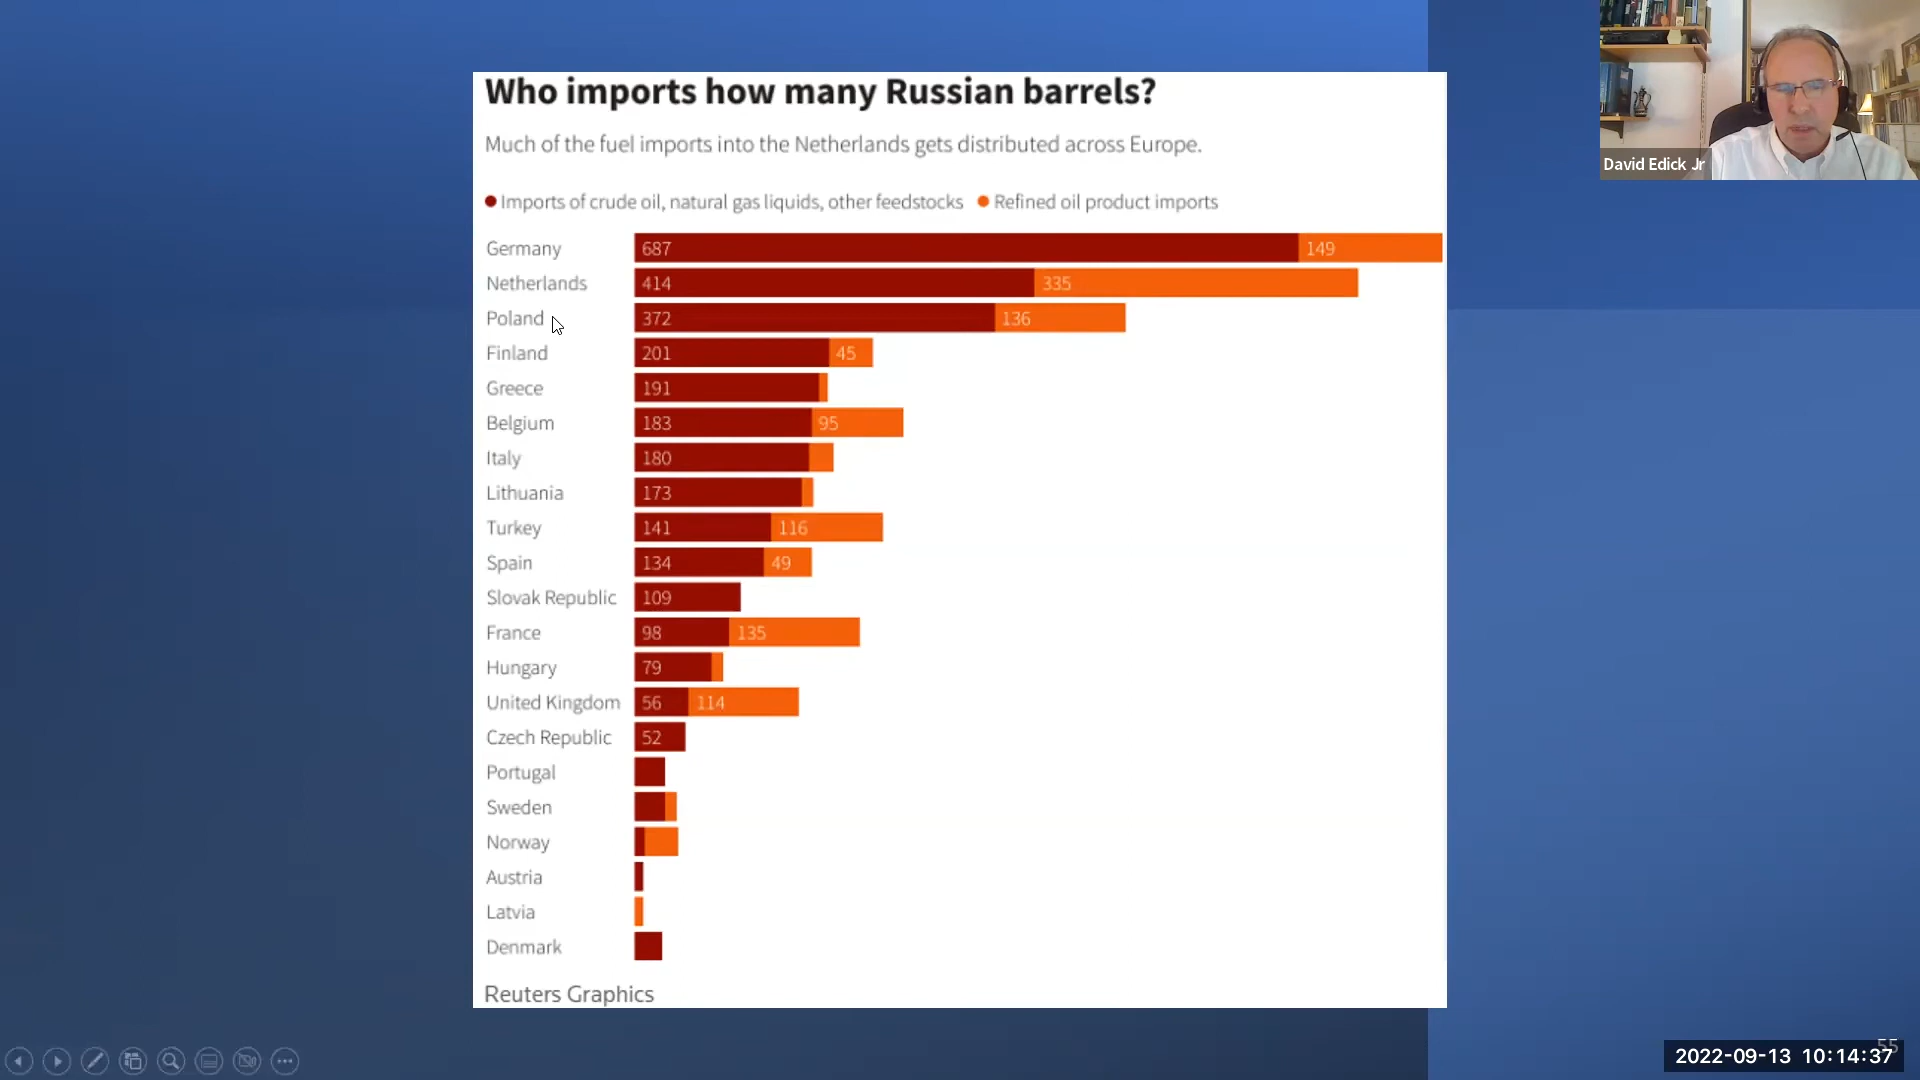 Who imports how many Russian barrels?
Much of the fuel imports into the Netherlands gets distributed across Europe.
Imports of crude oil, natural gas liquids, other feedstocks Refined oil product imports
Germany 687 149
Netherlands 414 335
Poland 372 136
Finland 201 45
Greece 191
Belgium 183 95
Italy 180
Lithuania 173
Turkey 141 116
Spain 134 49
Slovak Republic 109
France 98 135
Hungary 79
United Kingdom 56 114
Czech Republic 52
Portugal
Sweden
Norway
Austria
Latvia
Denmark
Reuters Graphics
David Edick Jr
55
2022-09-13 10:14:37